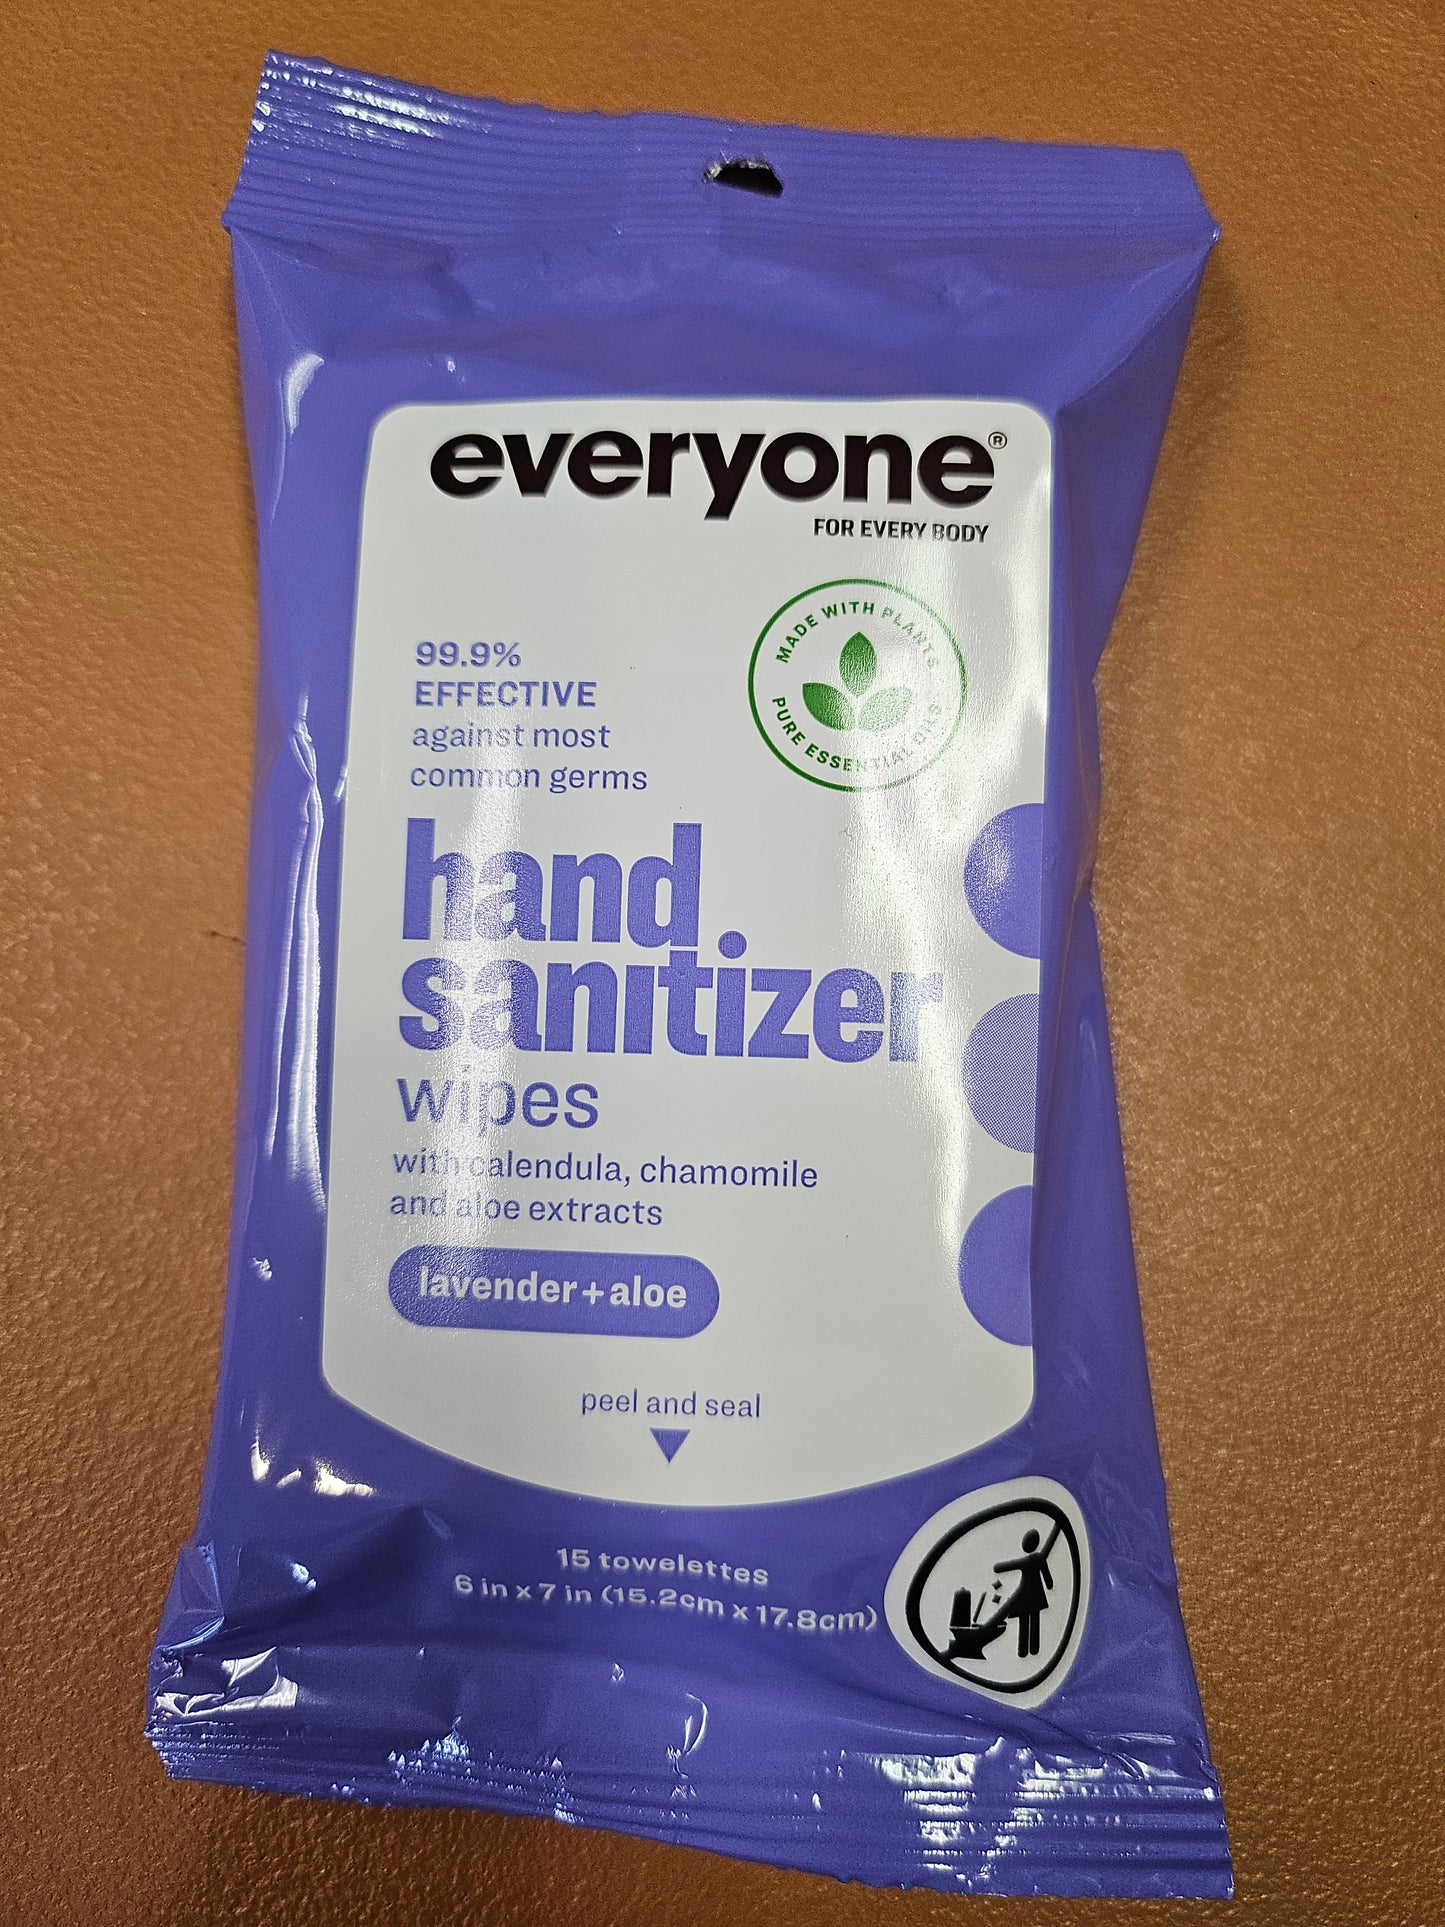 everyone®
FOR EVERY BODY
MADE WITH PLANTS
PURE ESSENTIAL OILS
99.9%
EFFECTIVE
against most
common germs
hand
sanitizer
wipes
with calendula, chamomile
and aloe extracts
lavender+aloe
peel and seal
15 towelettes
6 in x 7 in (15.2cm x 17.8cm)